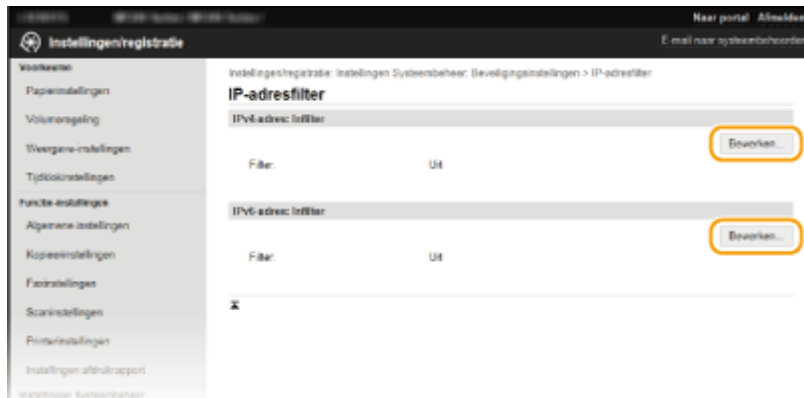 Naar portal Afmelden
Instellingen/registratie
E-mail naar systeembeheerder
Voorkeuren
Papierinstellingen
Volumeregeling
Weergave-instellingen
Tijdklokinstellingen
Functie-instellingen
Algemene instellingen
Kopieerinstellingen
Faxinstellingen
Scaninstellingen
Printerinstellingen
Instellingen afdrukrapport
Instellingen Systeembeheer
Instellingen/registratie: Instellingen Systeembeheer: Beveiligingsinstellingen > IP-adresfilter
IP-adresfilter
IPv4-adres: Infilter
Bewerken...
Filter: Uit
IPv6-adres: Infilter
Bewerken...
Filter: Uit